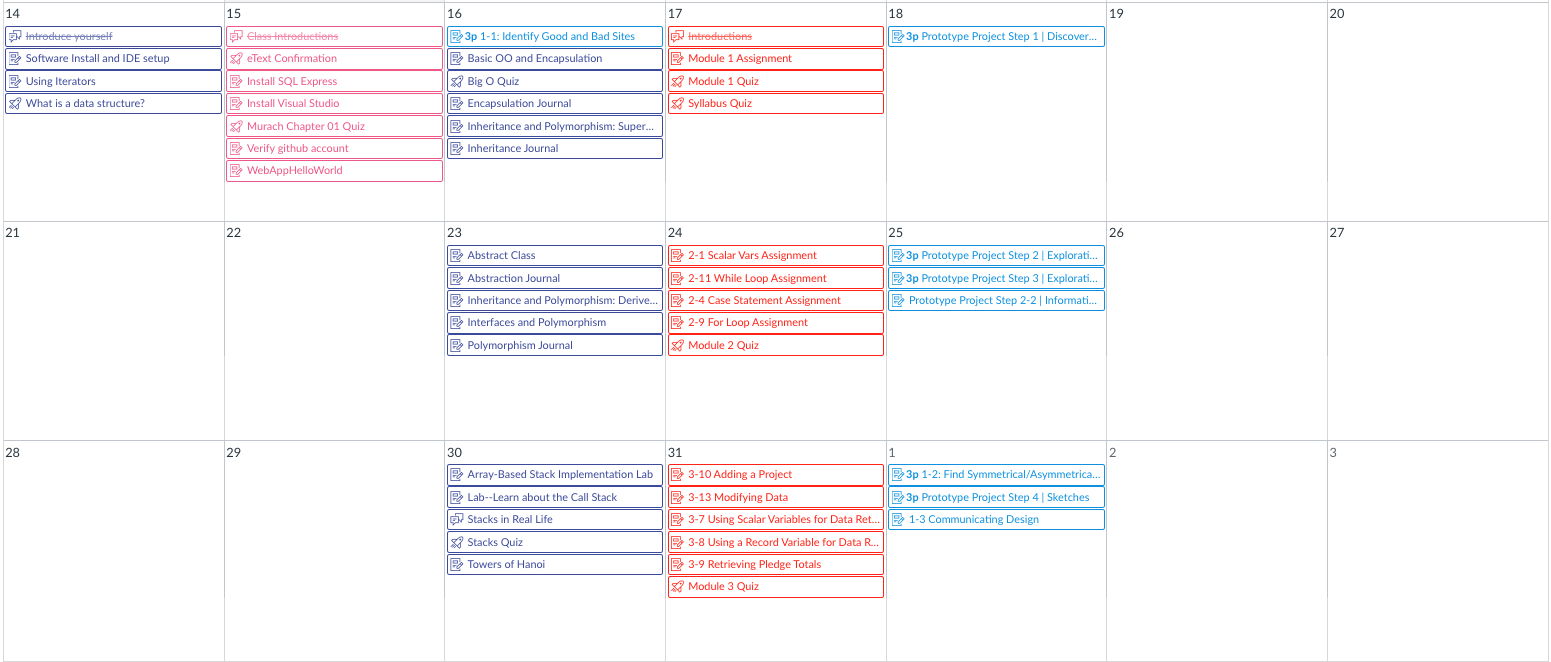 14
Introduce yourself
Software Install and IDE setup
Using Iterators
What is a data structure?
15
Class Introductions
eText Confirmation
Install SQL Express
Install Visual Studio
Murach Chapter 01 Quiz
Verify github account
WebAppHelloWorld
16
3p 1-1: Identify Good and Bad Sites
Basic OO and Encapsulation
Big O Quiz
Encapsulation Journal
Inheritance and Polymorphism: Super...
Inheritance Journal
17
Introductions
Module 1 Assignment
Module 1 Quiz
Syllabus Quiz
18
3p Prototype Project Step 1 | Discover...
19
20
21
22
23
Abstract Class
Abstraction Journal
Inheritance and Polymorphism: Derive...
Interfaces and Polymorphism
Polymorphism Journal
24
2-1 Scalar Vars Assignment
2-11 While Loop Assignment
2-4 Case Statement Assignment
2-9 For Loop Assignment
Module 2 Quiz
25
3p Prototype Project Step 2 | Explorati...
3p Prototype Project Step 3 | Explorati...
Prototype Project Step 2-2 | Informati...
26
27
28
29
30
Array-Based Stack Implementation Lab
Lab--Learn about the Call Stack
Stacks in Real Life
Stacks Quiz
Towers of Hanoi
31
3-10 Adding a Project
3-13 Modifying Data
3-7 Using Scalar Variables for Data Ret...
3-8 Using a Record Variable for Data R...
3-9 Retrieving Pledge Totals
Module 3 Quiz
1
3p 1-2: Find Symmetrical/Asymmetrica...
3p Prototype Project Step 4 | Sketches
1-3 Communicating Design
2
3